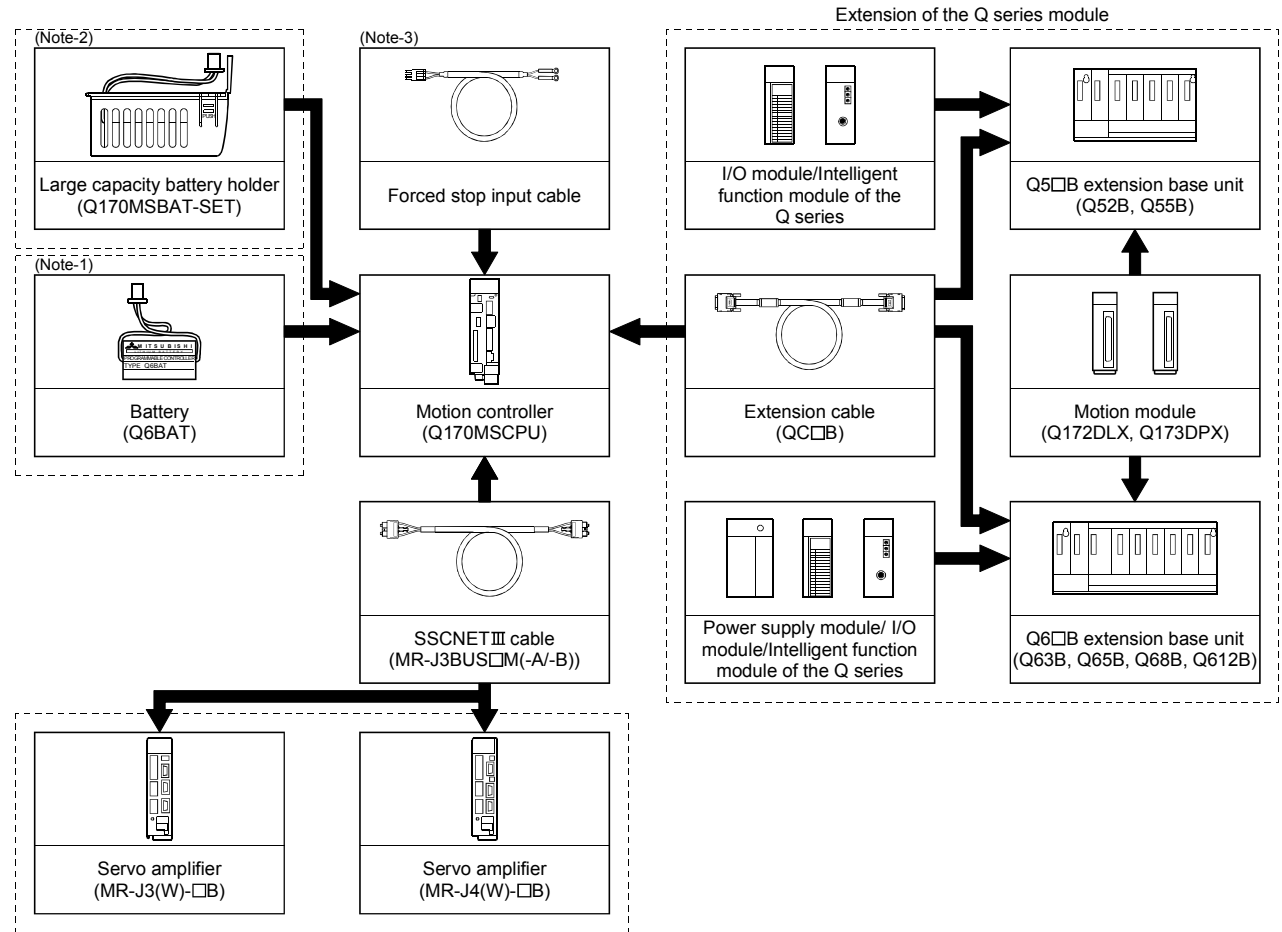 Extension of the Q series module
(Note-2)
PUSH
Large capacity battery holder
(Q170MSBAT-SET)
(Note-3)
Forced stop input cable
I/O module/Intelligent
function module of the
Q series
Q5□B extension base unit
(Q52B, Q55B)
(Note-1)
MITSUBISHI
LITHIUM BATTERY
PROGRAMMABLE CONTROLLER
TYPE Q6BAT
Battery
(Q6BAT)
Motion controller
(Q170MSCPU)
Extension cable
(QC□B)
Motion module
(Q172DLX, Q173DPX)
SSCNETⅢ cable
(MR-J3BUS□M(-A/-B))
Power supply module/ I/O
module/Intelligent function
module of the Q series
Q6□B extension base unit
(Q63B, Q65B, Q68B, Q612B)
Servo amplifier
(MR-J3(W)-□B)
Servo amplifier
(MR-J4(W)-□B)